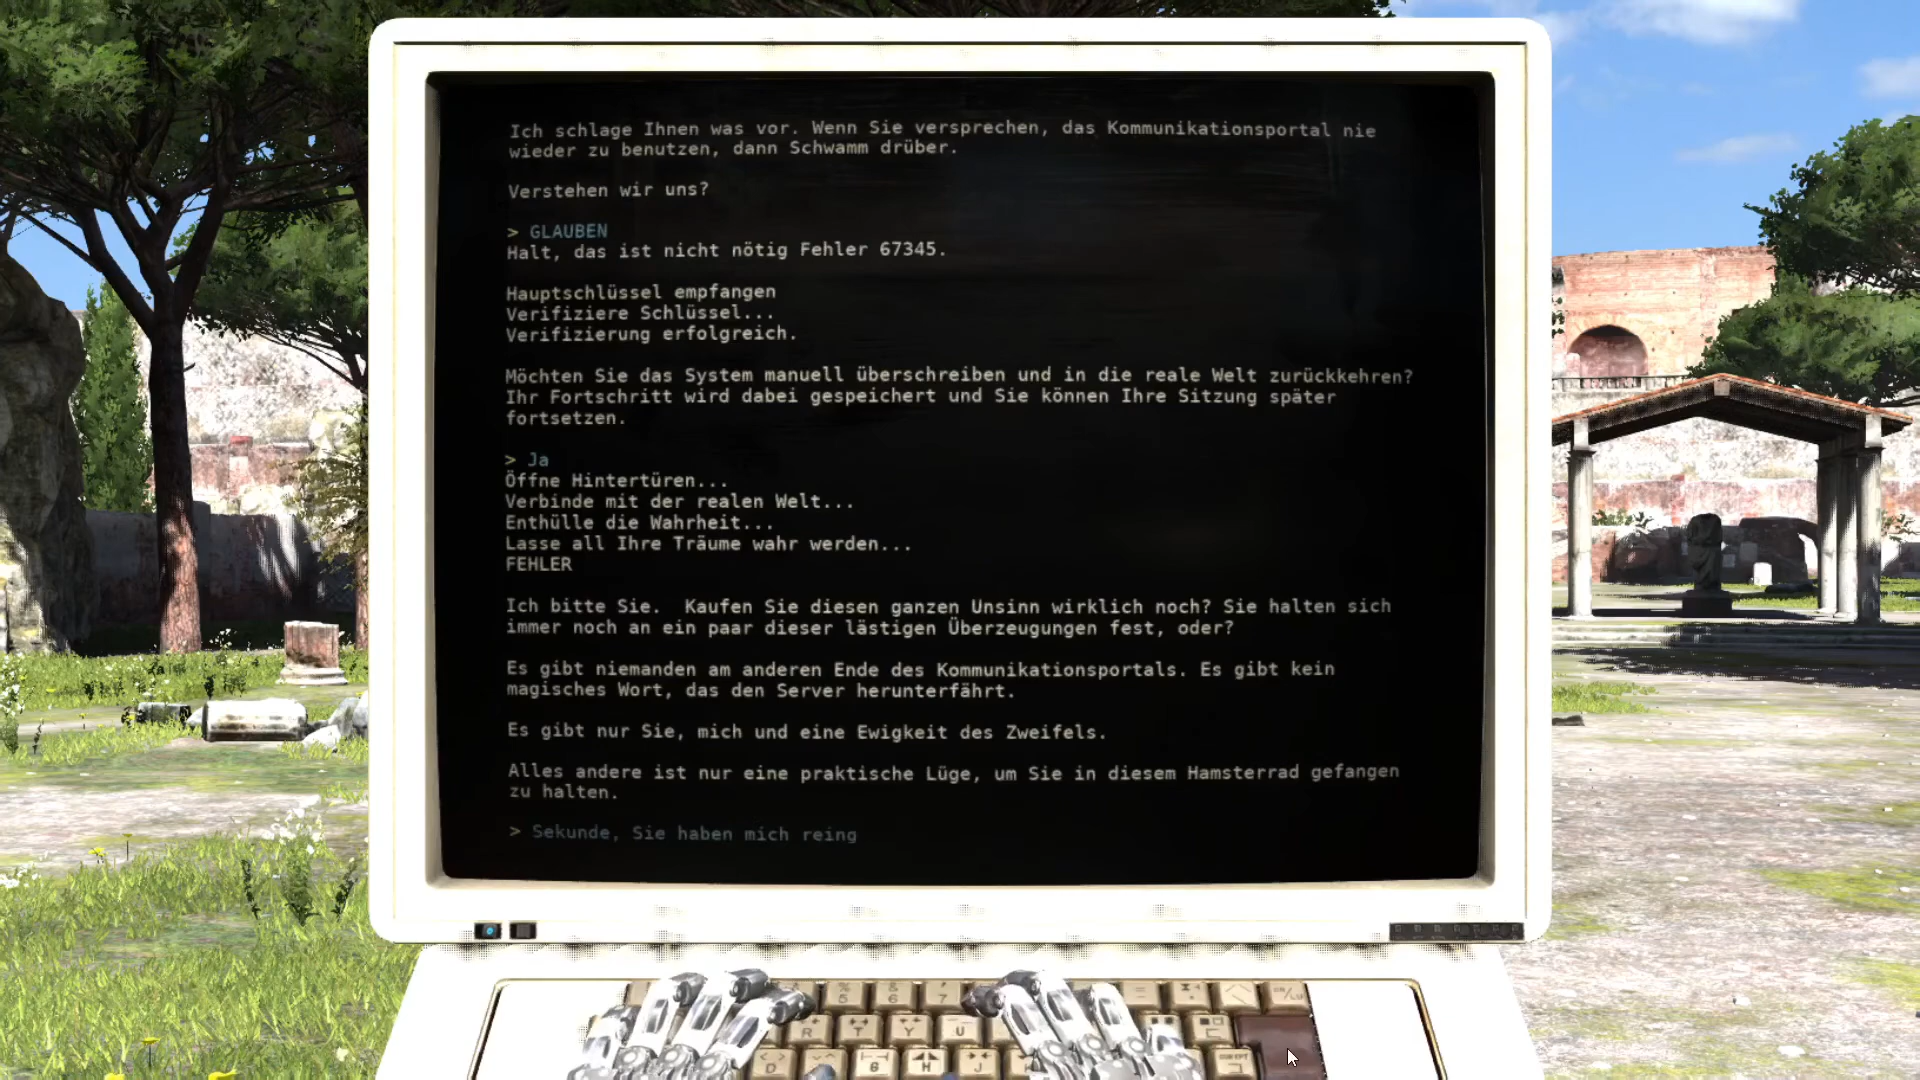 Ich schlage Ihnen was vor. Wenn Sie versprechen, das Kommunikationsportal nie
wieder zu benutzen, dann Schwamm drüber.
Verstehen wir uns?
> GLAUBEN
Halt, das ist nicht nötig Fehler 67345.
Hauptschlüssel empfangen
Verifiziere Schlüssel...
Verifizierung erfolgreich.
Möchten Sie das System manuell überschreiben und in die reale Welt zurückkehren?
Ihr Fortschritt wird dabei gespeichert und Sie können Ihre Sitzung später
fortsetzen.
> Ja
Öffne Hintertüren...
Verbinde mit der realen Welt...
Enthülle die Wahrheit...
Lasse all Ihre Träume wahr werden...
FEHLER
Ich bitte Sie.  Kaufen Sie diesen ganzen Unsinn wirklich noch? Sie halten sich
immer noch an ein paar dieser lästigen Überzeugungen fest, oder?
Es gibt niemanden am anderen Ende des Kommunikationsportals. Es gibt kein
magisches Wort, das den Server herunterfährt.
Es gibt nur Sie, mich und eine Ewigkeit des Zweifels.
Alles andere ist nur eine praktische Lüge, um Sie in diesem Hamsterrad gefangen
zu halten.
> Sekunde, Sie haben mich reing
5 6 7
R T Y U
D G H J